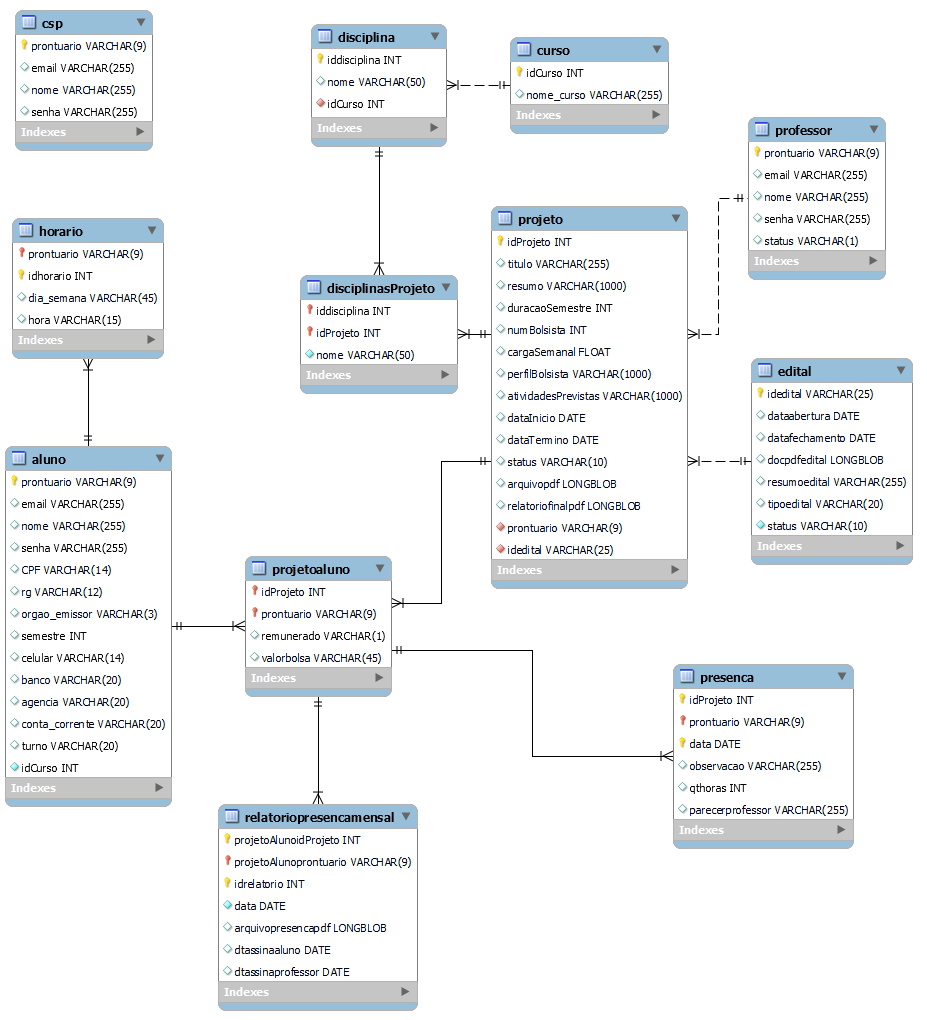 csp
prontuario VARCHAR(9)
email VARCHAR(255)
nome VARCHAR(255)
senha VARCHAR(255)
Indexes
disciplina
iddisciplina INT
nome VARCHAR(50)
idCurso INT
Indexes
curso
idCurso INT
nome_curso VARCHAR(255)
Indexes
professor
prontuario VARCHAR(9)
email VARCHAR(255)
nome VARCHAR(255)
senha VARCHAR(255)
status VARCHAR(1)
Indexes
horario
prontuario VARCHAR(9)
idhorario INT
dia_semana VARCHAR(45)
hora VARCHAR(15)
Indexes
disciplinasProjeto
iddisciplina INT
idProjeto INT
nome VARCHAR(50)
Indexes
projeto
idProjeto INT
titulo VARCHAR(255)
resumo VARCHAR(1000)
duracaoSemestre INT
numBolsista INT
cargaSemanal FLOAT
perfilBolsista VARCHAR(1000)
atividadesPrevistas VARCHAR(1000)
dataInicio DATE
dataTermino DATE
status VARCHAR(10)
arquivopdf LONGBLOB
relatoriofinalpdf LONGBLOB
prontuario VARCHAR(9)
idedital VARCHAR(25)
Indexes
edital
idedital VARCHAR(25)
dataabertura DATE
datafechamento DATE
docpdfedital LONGBLOB
resumoedital VARCHAR(255)
tipoedital VARCHAR(20)
status VARCHAR(10)
Indexes
aluno
prontuario VARCHAR(9)
email VARCHAR(255)
nome VARCHAR(255)
senha VARCHAR(255)
CPF VARCHAR(14)
rg VARCHAR(12)
orgao_emissor VARCHAR(3)
semestre INT
celular VARCHAR(14)
banco VARCHAR(20)
agencia VARCHAR(20)
conta_corrente VARCHAR(20)
turno VARCHAR(20)
idCurso INT
Indexes
projetoaluno
idProjeto INT
prontuario VARCHAR(9)
remunerado VARCHAR(1)
valorbolsa VARCHAR(45)
Indexes
presenca
idProjeto INT
prontuario VARCHAR(9)
data DATE
observacao VARCHAR(255)
qthoras INT
parecerprofessor VARCHAR(255)
Indexes
relatoriopresencamensal
projetoAlunoidProjeto INT
projetoAlunoprontuario VARCHAR(9)
idrelatorio INT
data DATE
arquivopresencapdf LONGBLOB
dtassinaaluno DATE
dtassinaprofessor DATE
Indexes